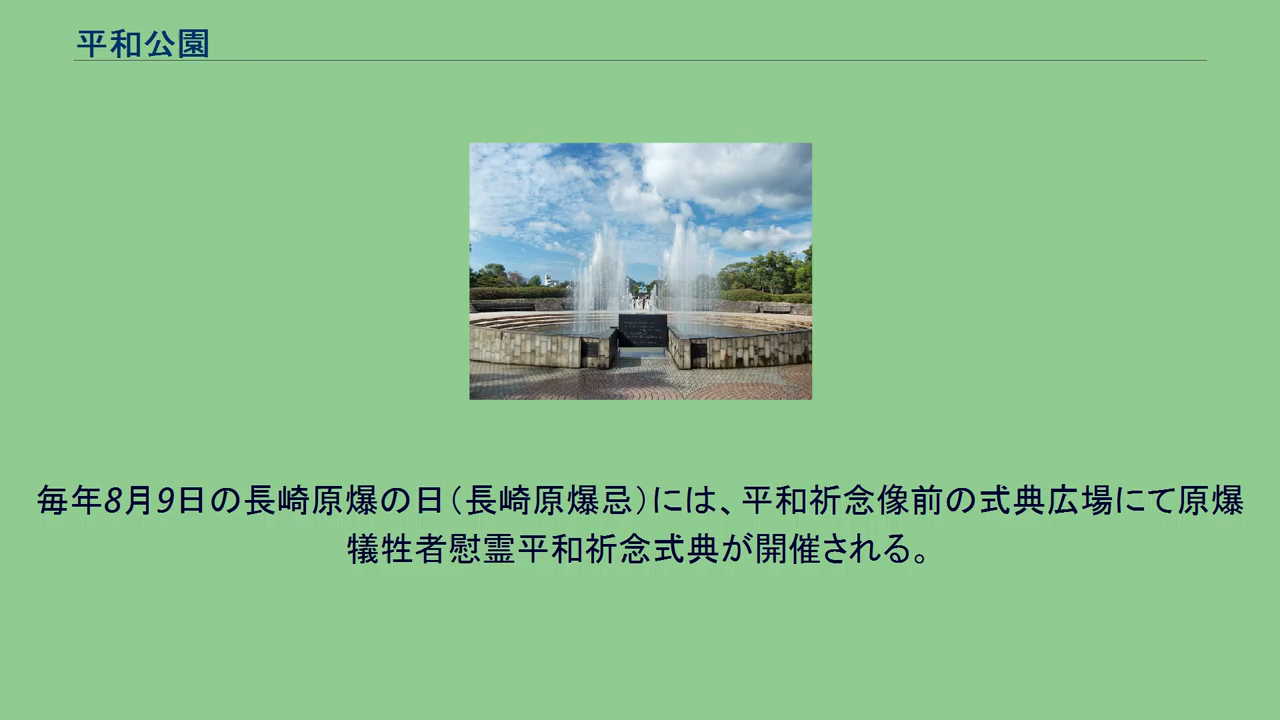 平和公園
毎年8月9日の長崎原爆の日（長崎原爆忌）には、平和祈念像前の式典広場にて原爆
犠牲者慰霊平和祈念式典が開催される。